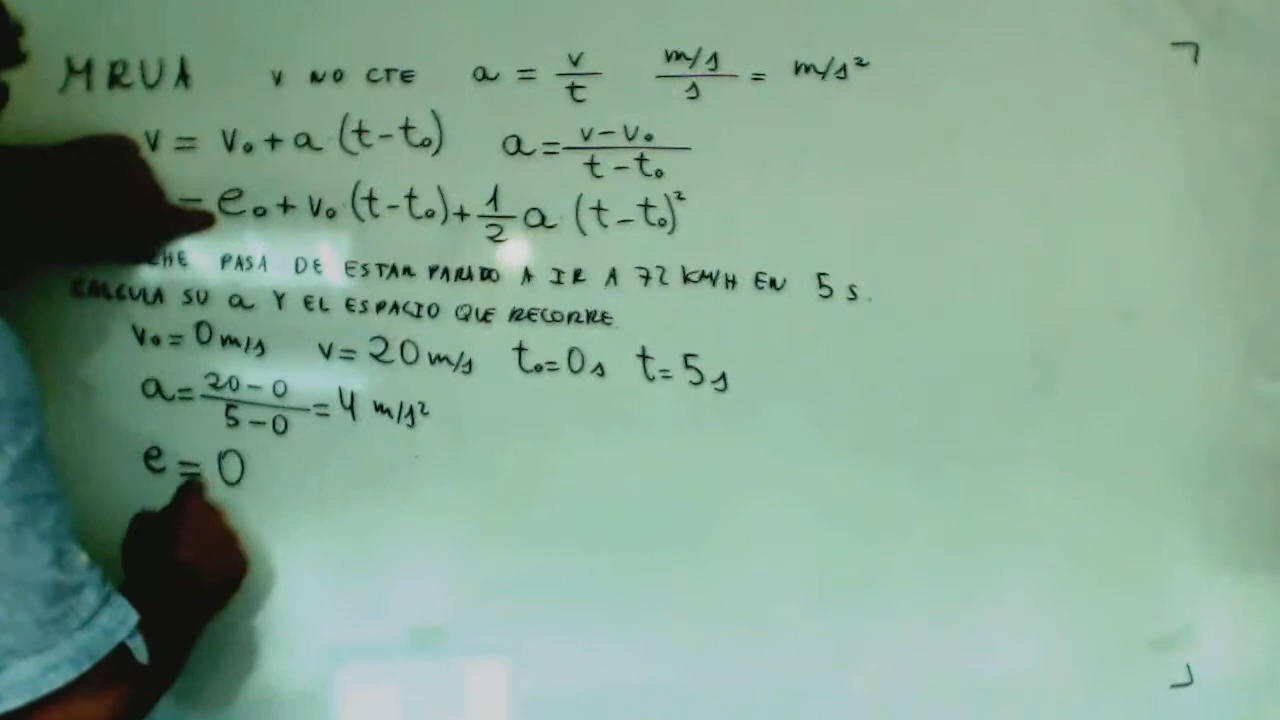 MRUA V NO CTE a = v/t (m/s)/s = m/s²
v = v₀ + a (t-t₀) a = (v-v₀)/(t-t₀)
= e₀ + v₀ (t-t₀) + 1/2 a (t-t₀)²
PASA DE ESTAR PARADO A IR A 72 KM/H EN 5 s.
CALCULA SU a Y EL ESPACIO QUE RECORRE
v₀ = 0 m/s v = 20 m/s t₀ = 0 s t = 5 s
a = (20-0)/(5-0) = 4 m/s²
e = 0